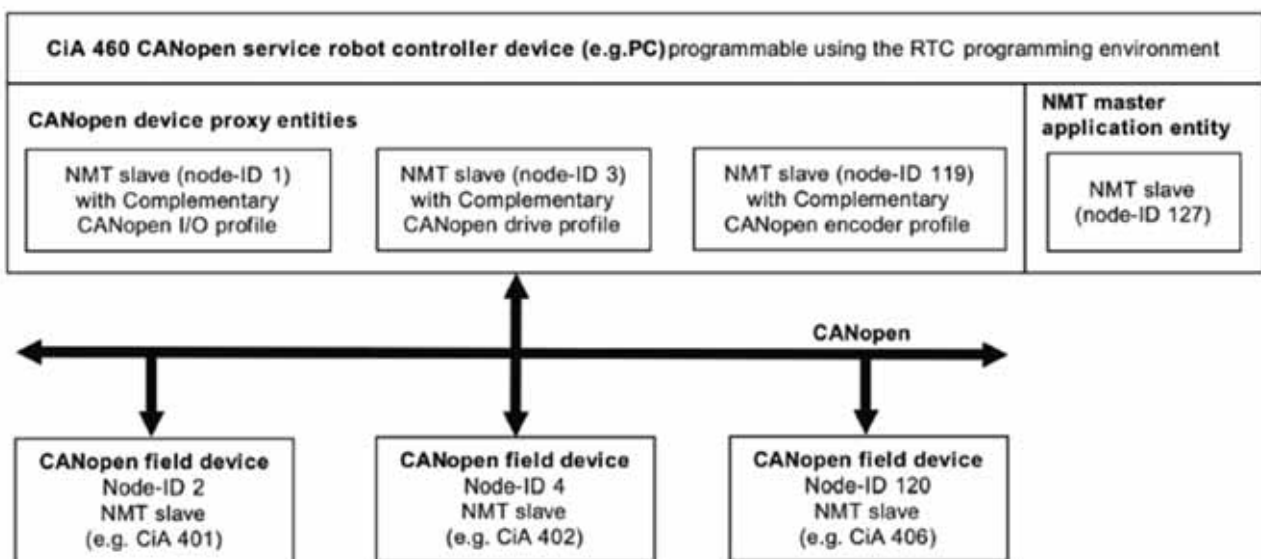 CiA 460 CANopen service robot controller device (e.g.PC)programmable using the RTC programming environment
CANopen device proxy entities
NMT slave (node-ID 1)
with Complementary
CANopen I/O profile
NMT slave (node-ID 3)
with Complementary
CANopen drive profile
NMT slave (node-ID 119)
with Complementary
CANopen encoder profile
NMT master
application entity
NMT slave
(node-ID 127)
CANopen
CANopen field device
Node-ID 2
NMT slave
(e.g. CiA 401)
CANopen field device
Node-ID 4
NMT slave
(e.g. CiA 402)
CANopen field device
Node-ID 120
NMT slave
(e.g. CiA 406)